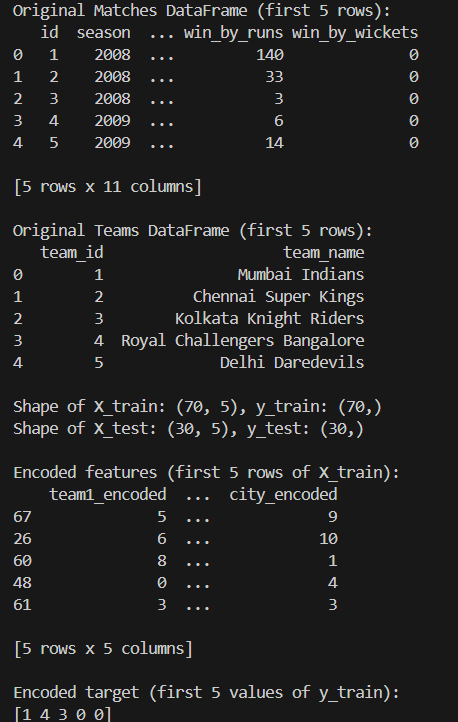 Original Matches DataFrame (first 5 rows):
   id  season  ... win_by_runs win_by_wickets
0   1    2008  ...         140              0
1   2    2008  ...          33              0
2   3    2008  ...           3              0
3   4    2009  ...           6              0
4   5    2009  ...          14              0

[5 rows x 11 columns]

Original Teams DataFrame (first 5 rows):
   team_id                    team_name
0        1               Mumbai Indians
1        2          Chennai Super Kings
2        3        Kolkata Knight Riders
3        4  Royal Challengers Bangalore
4        5             Delhi Daredevils

Shape of X_train: (70, 5), y_train: (70,)
Shape of X_test: (30, 5), y_test: (30,)

Encoded features (first 5 rows of X_train):
    team1_encoded  ...  city_encoded
67              5  ...             9
26              6  ...            10
60              8  ...             1
48              0  ...             4
61              3  ...             3

[5 rows x 5 columns]

Encoded target (first 5 values of y_train):
[1 4 3 0 0]